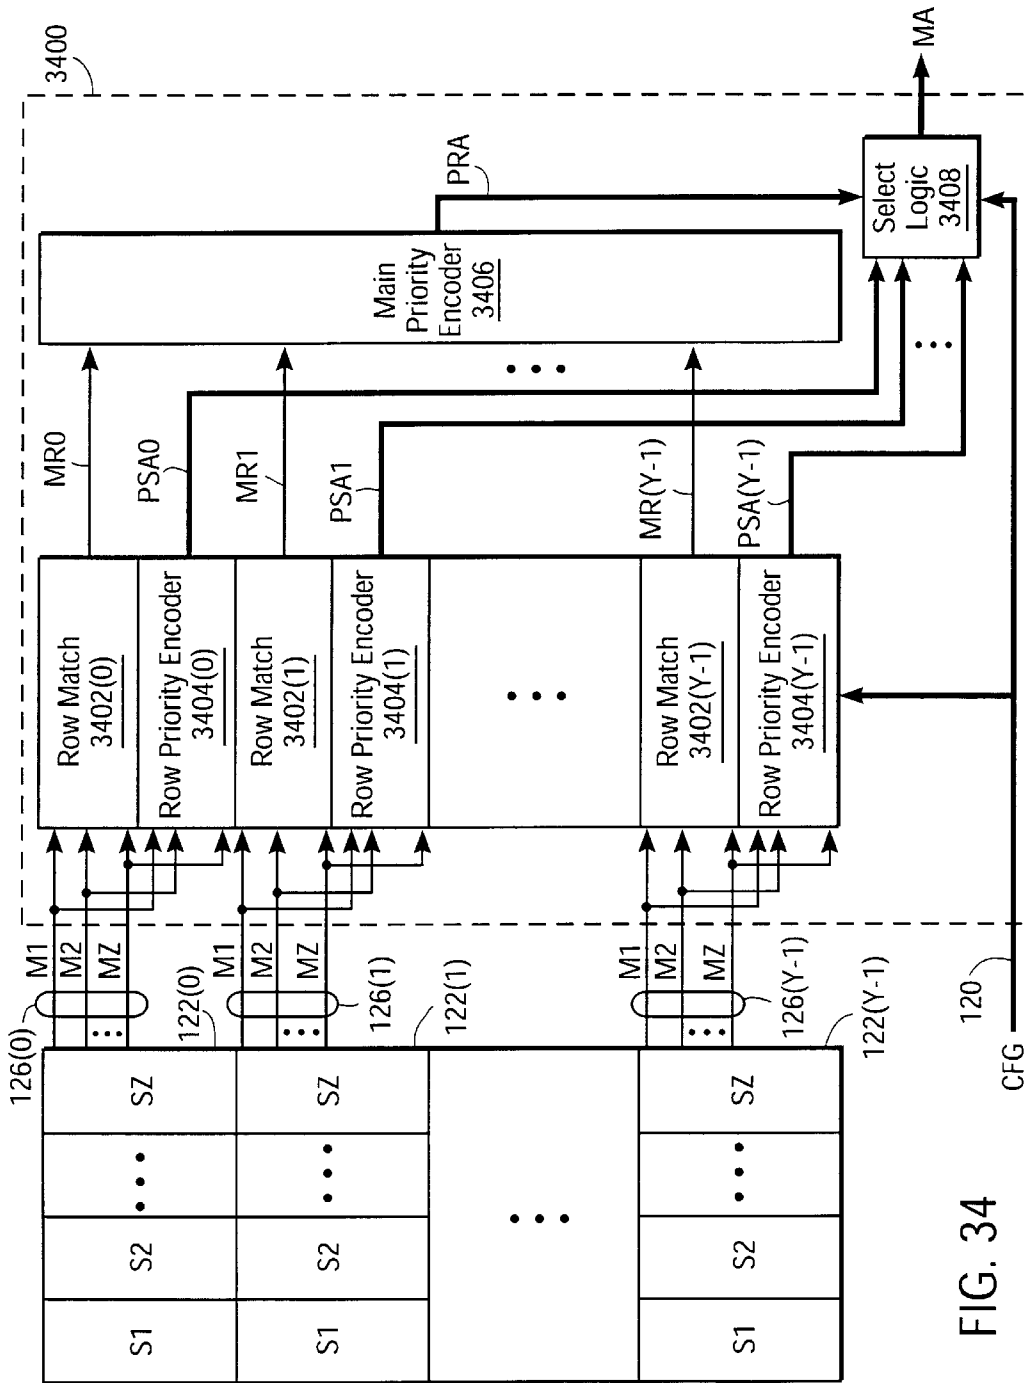 3400
126(0)
M1
M2
MZ
122(0)
S1
S2
SZ
Row Match
3402(0)
MR0
Row Priority Encoder
3404(0)
PSA0
M1
M2
MZ
126(1)
122(1)
S1
S2
SZ
Row Match
3402(1)
MR1
Row Priority Encoder
3404(1)
PSA1
M1
M2
MZ
126(Y-1)
122(Y-1)
S1
S2
SZ
Row Match
3402(Y-1)
MR(Y-1)
Row Priority Encoder
3404(Y-1)
PSA(Y-1)
Main
Priority
Encoder
3406
PRA
Select
Logic
3408
MA
120
CFG
FIG. 34